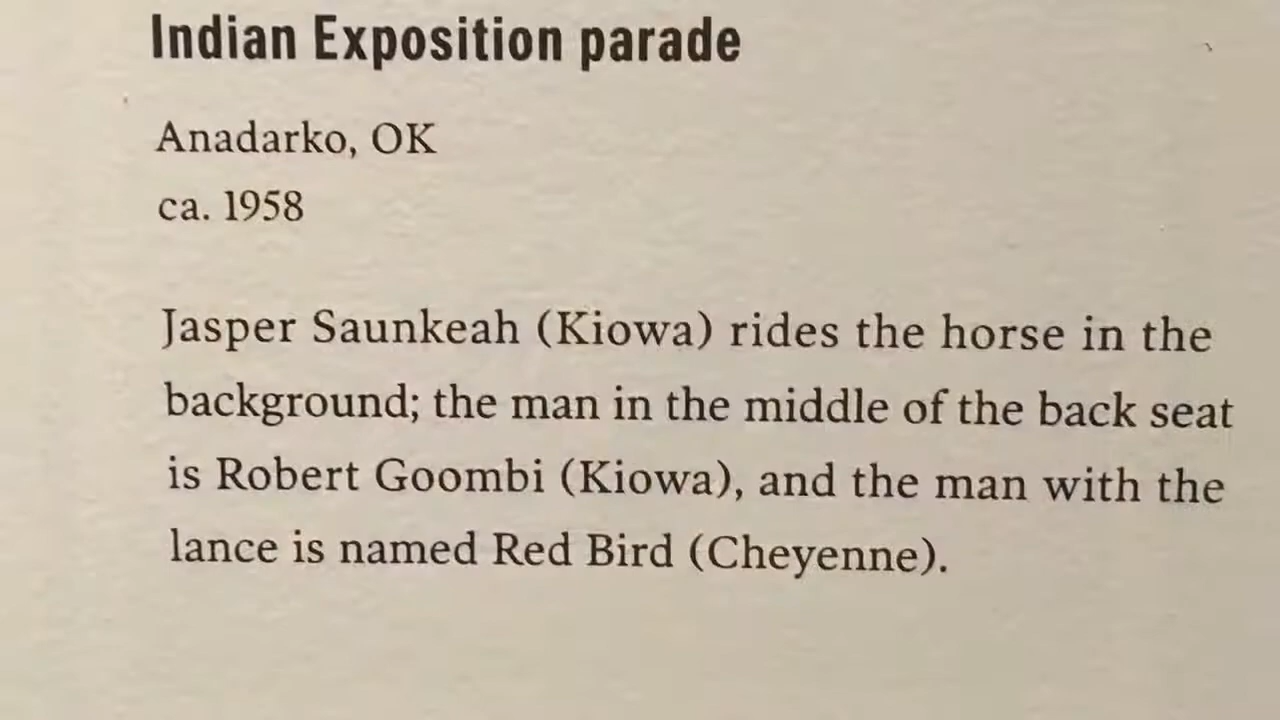 Indian Exposition parade
Anadarko, OK
ca. 1958
Jasper Saunkeah (Kiowa) rides the horse in the
background; the man in the middle of the back seat
is Robert Goombi (Kiowa), and the man with the
lance is named Red Bird (Cheyenne).